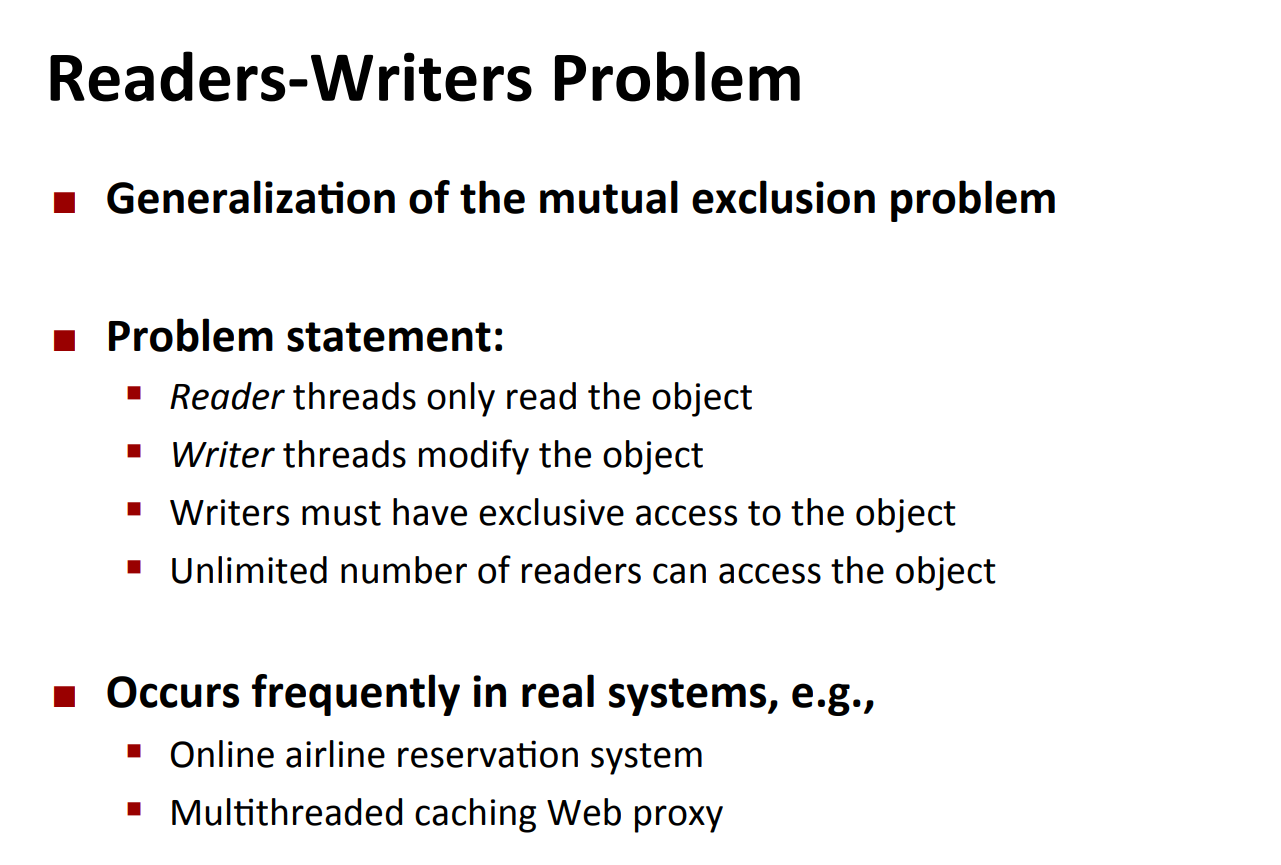 Readers-Writers Problem
Generalization of the mutual exclusion problem
Problem statement:
Reader threads only read the object
Writer threads modify the object
Writers must have exclusive access to the object
Unlimited number of readers can access the object
Occurs frequently in real systems, e.g.,
Online airline reservation system
Multithreaded caching Web proxy